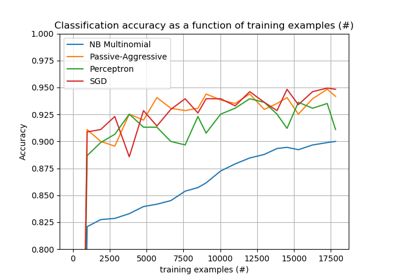 Classification accuracy as a function of training examples (#)
1.000
0.975
0.950
0.925
0.900
0.875
0.850
0.825
0.800
Accuracy
NB Multinomial
Passive-Aggressive
Perceptron
SGD
0 2500 5000 7500 10000 12500 15000 17500
training examples (#)